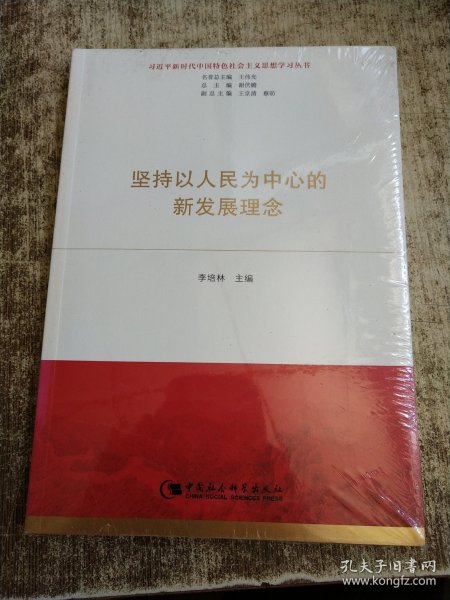 习近平新时代中国特色社会主义思想学习丛书
名誉总主编 王伟光
总 主 编 谢伏瞻
副总主编 王京清 蔡昉
坚持以人民为中心的
新发展理念
李培林 主编
中国社会科学出版社
CHINA SOCIAL SCIENCES PRESS
孔夫子旧书网
www.kongfz.com